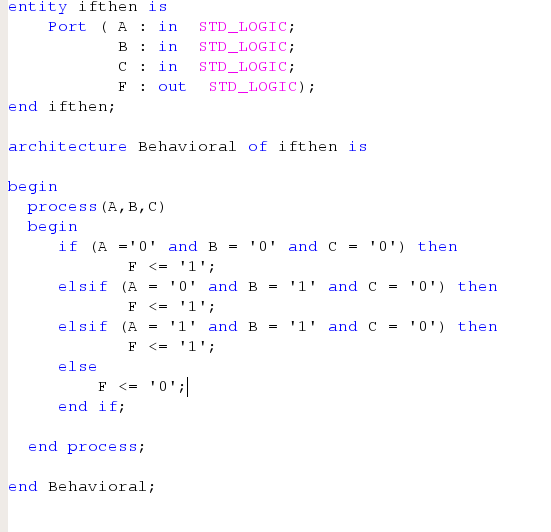 entity ifthen is
    Port ( A : in  STD_LOGIC;
           B : in  STD_LOGIC;
           C : in  STD_LOGIC;
           F : out  STD_LOGIC);
end ifthen;

architecture Behavioral of ifthen is

begin
  process(A,B,C)
  begin
     if (A ='0' and B = '0' and C = '0') then
            F <= '1';
     elsif (A = '0' and B = '1' and C = '0') then
            F <= '1';
     elsif (A = '1' and B = '1' and C = '0') then
            F <= '1';
     else
         F <= '0';
     end if;

  end process;

end Behavioral;